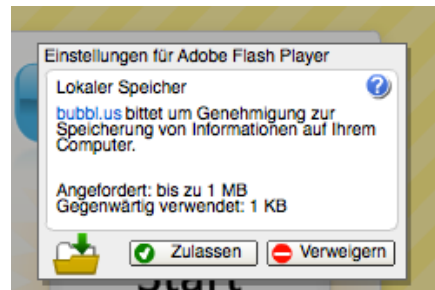 Einstellungen für Adobe Flash Player
Lokaler Speicher
bubbl.us bittet um Genehmigung zur
Speicherung von Informationen auf Ihrem
Computer.
Angefordert: bis zu 1 MB
Gegenwärtig verwendet: 1 KB
Zulassen
Verweigern
Start